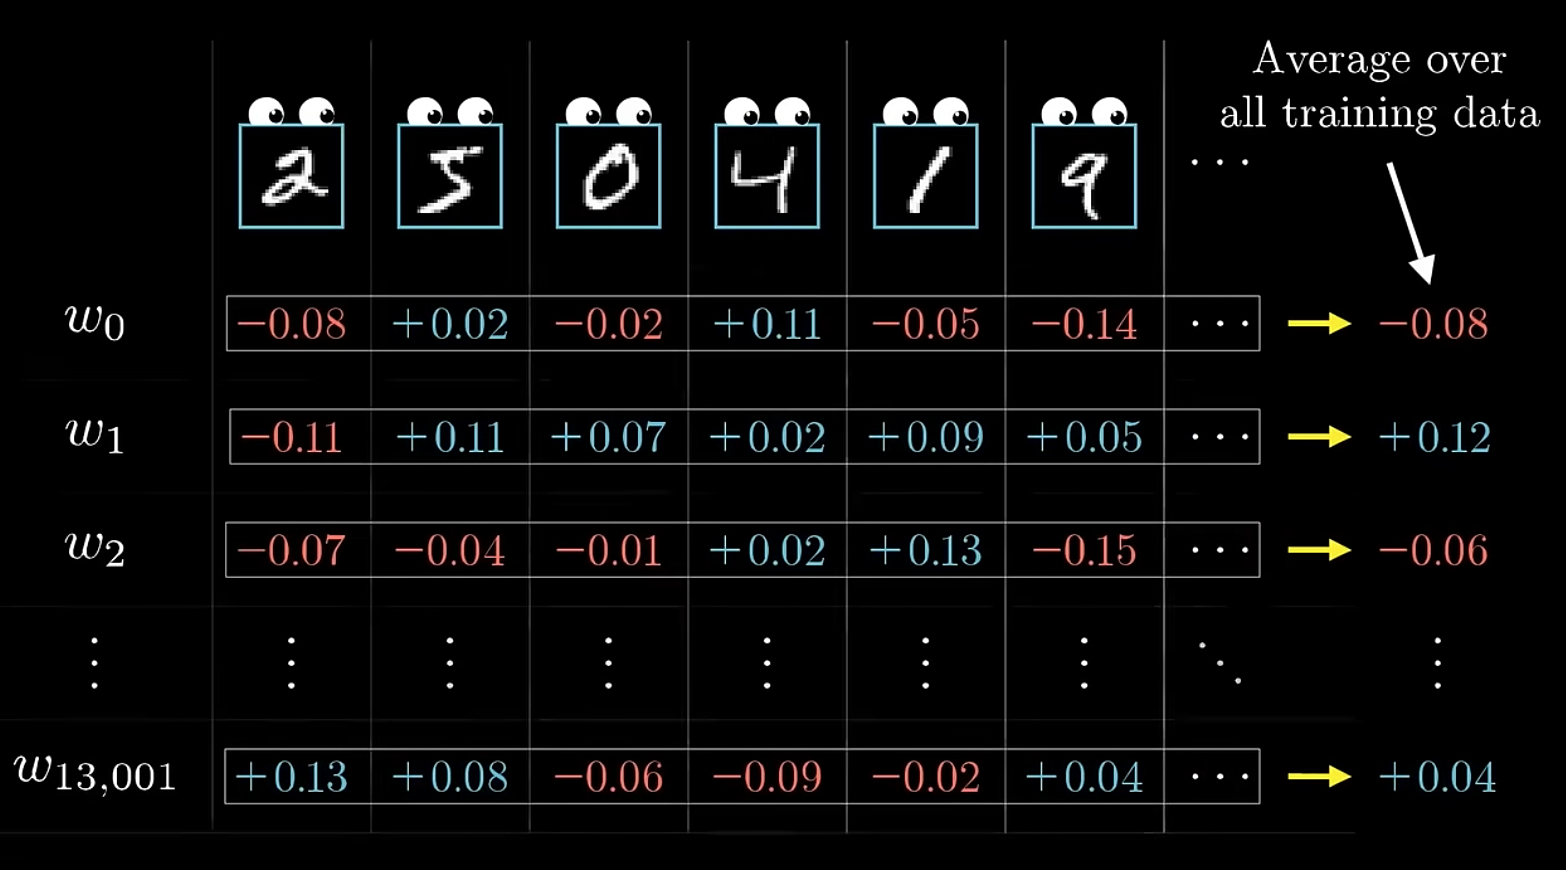 Average over
all training data
2 5 0 4 1 9 ···
w₀ −0.08 +0.02 −0.02 +0.11 −0.05 −0.14 ··· → −0.08
w₁ −0.11 +0.11 +0.07 +0.02 +0.09 +0.05 ··· → +0.12
w₂ −0.07 −0.04 −0.01 +0.02 +0.13 −0.15 ··· → −0.06
⋮ ⋮ ⋮ ⋮ ⋮ ⋮ ⋮ ⋱ ⋮
w₁₃,₀₀₁ +0.13 +0.08 −0.06 −0.09 −0.02 +0.04 ··· → +0.04